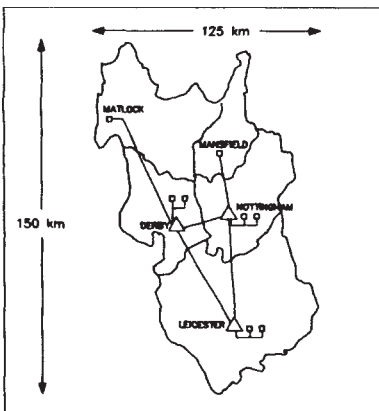 125 km
MATLOCK
MANSFIELD
150 km
DERBY
NOTTINGHAM
LEICESTER